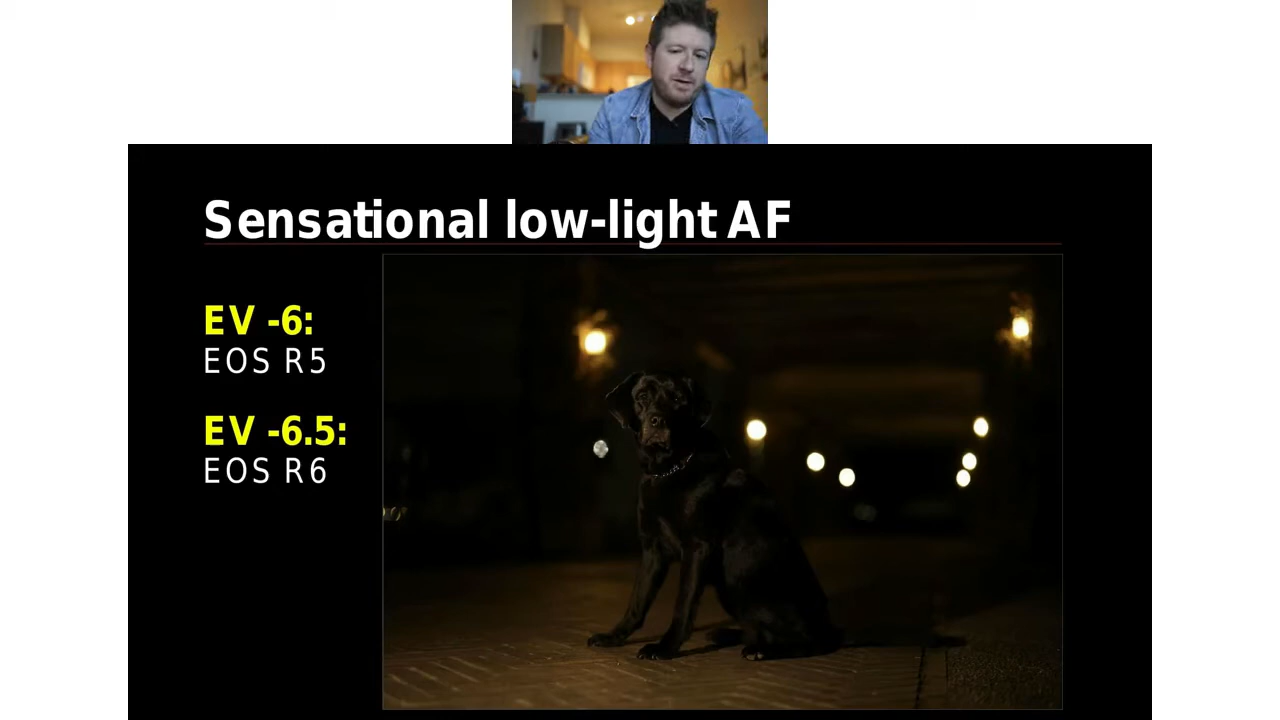 Sensational low-light AF
EV -6:
EOS R5
EV -6.5:
EOS R6